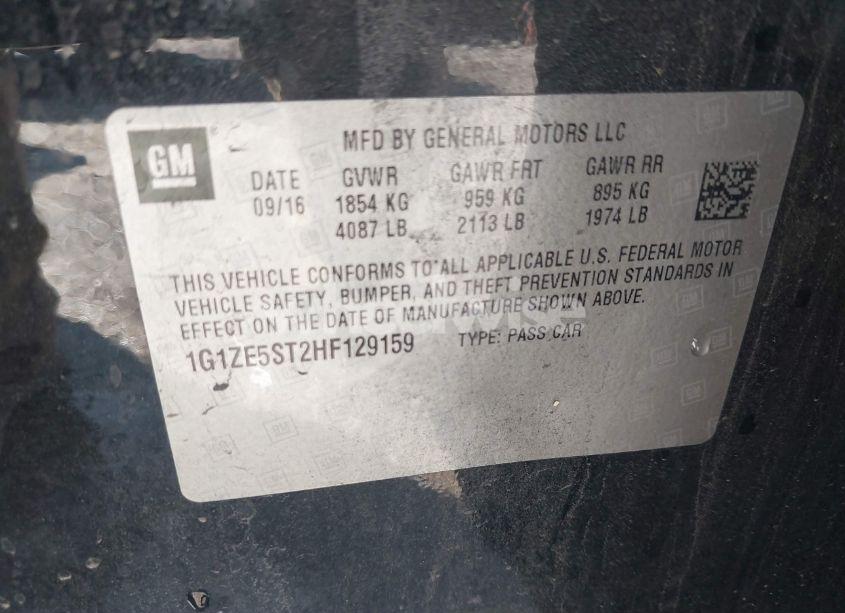 GM
MFD BY GENERAL MOTORS LLC
DATE GVWR GAWR FRT GAWR RR
09/16 1854 KG 959 KG 895 KG
4087 LB 2113 LB 1974 LB
THIS VEHICLE CONFORMS TO ALL APPLICABLE U.S. FEDERAL MOTOR
VEHICLE SAFETY, BUMPER, AND THEFT PREVENTION STANDARDS IN
EFFECT ON THE DATE OF MANUFACTURE SHOWN ABOVE.
1G1ZE5ST2HF129159 TYPE: PASS CAR